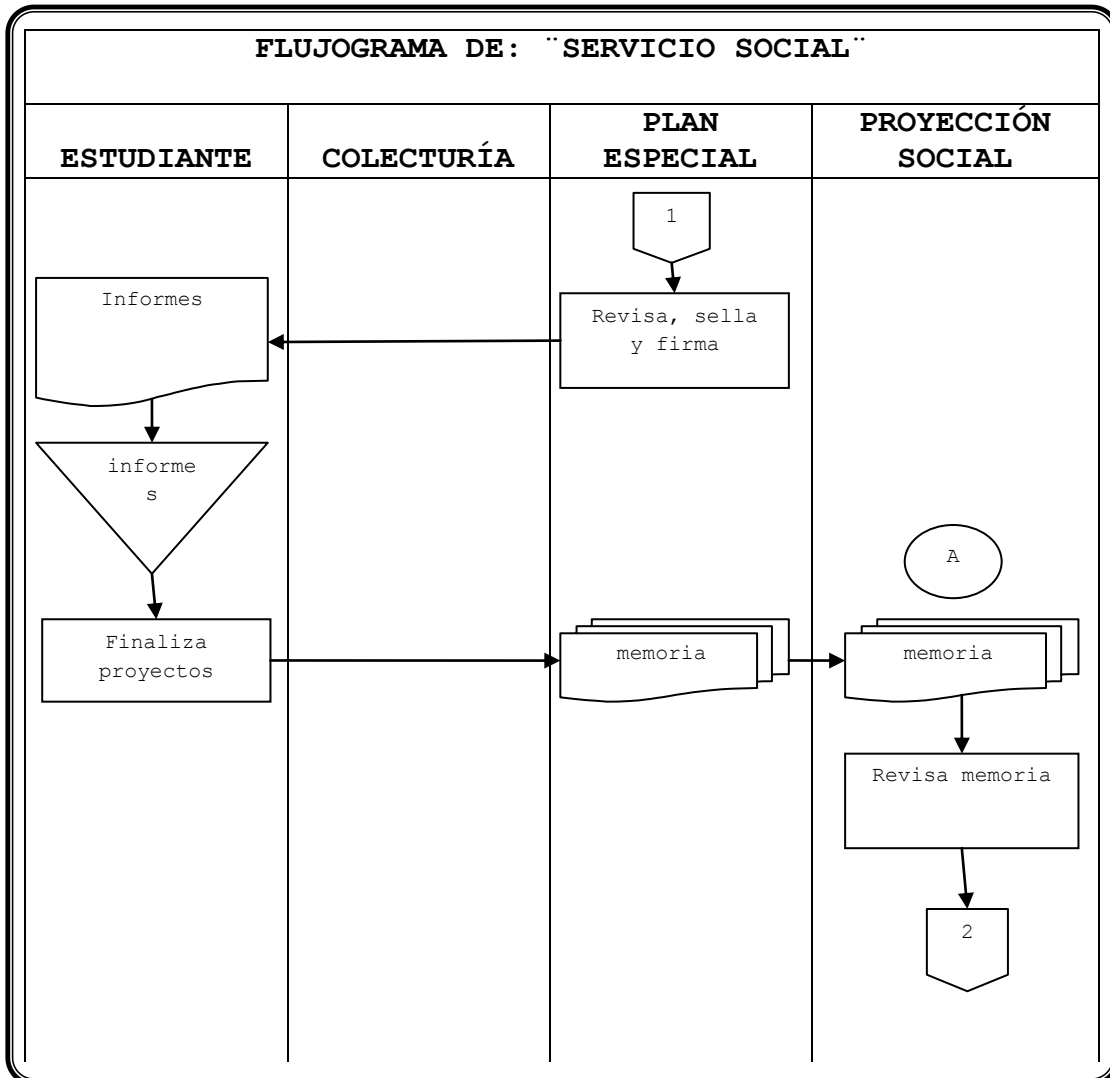 FLUJOGRAMA DE: ¨SERVICIO SOCIAL¨
ESTUDIANTE
COLECTURÍA
PLAN
ESPECIAL
PROYECCIÓN
SOCIAL
1
Informes
Revisa, sella
y firma
informe
s
A
Finaliza
proyectos
memoria
memoria
Revisa memoria
2